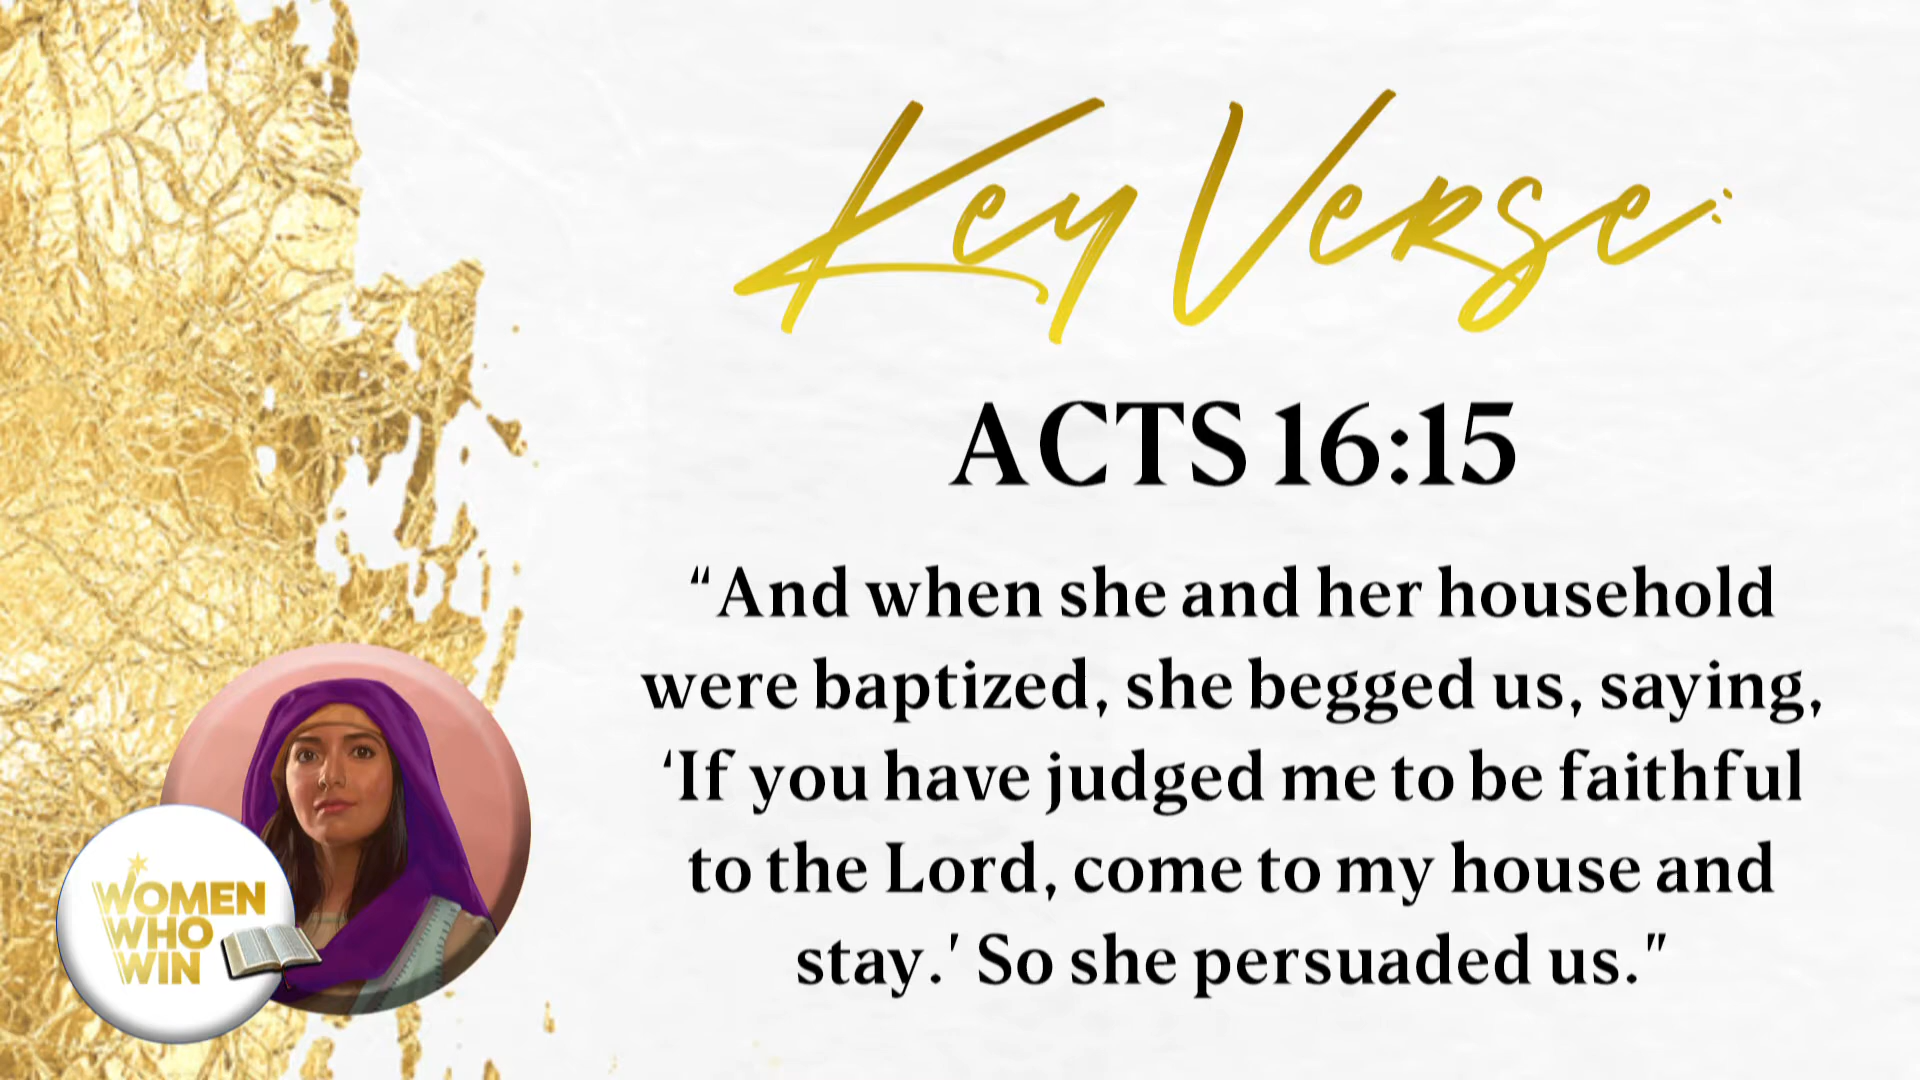 Key Verse:
ACTS 16:15
“And when she and her household
were baptized, she begged us, saying,
‘If you have judged me to be faithful
to the Lord, come to my house and
stay.' So she persuaded us."
WOMEN
WHO
WIN